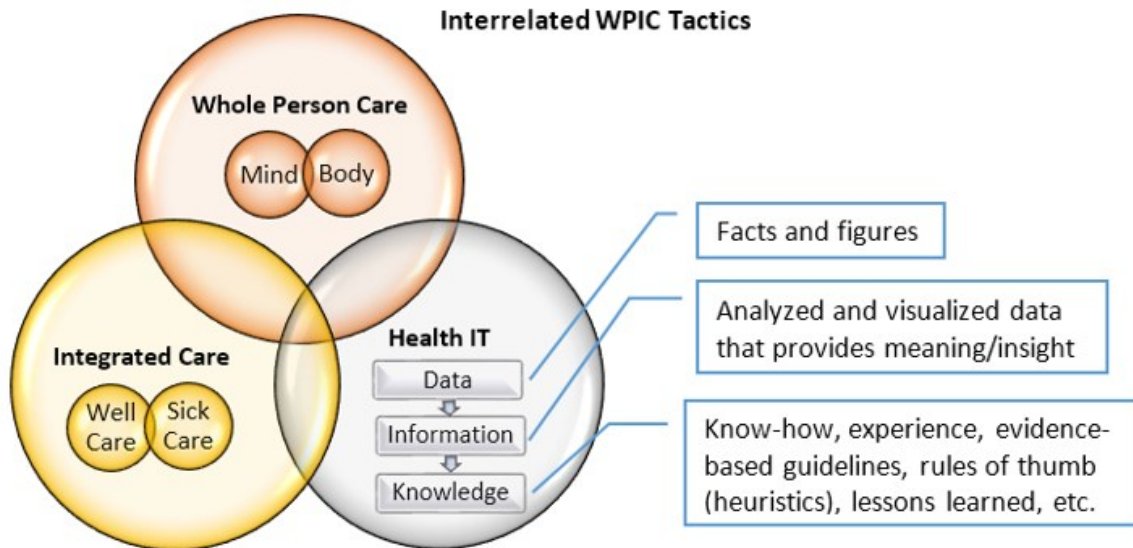 Interrelated WPIC Tactics
Whole Person Care
Mind
Body
Integrated Care
Well
Care
Sick
Care
Health IT
Data
Information
Knowledge
Facts and figures
Analyzed and visualized data
that provides meaning/insight
Know-how, experience, evidence-
based guidelines, rules of thumb
(heuristics), lessons learned, etc.